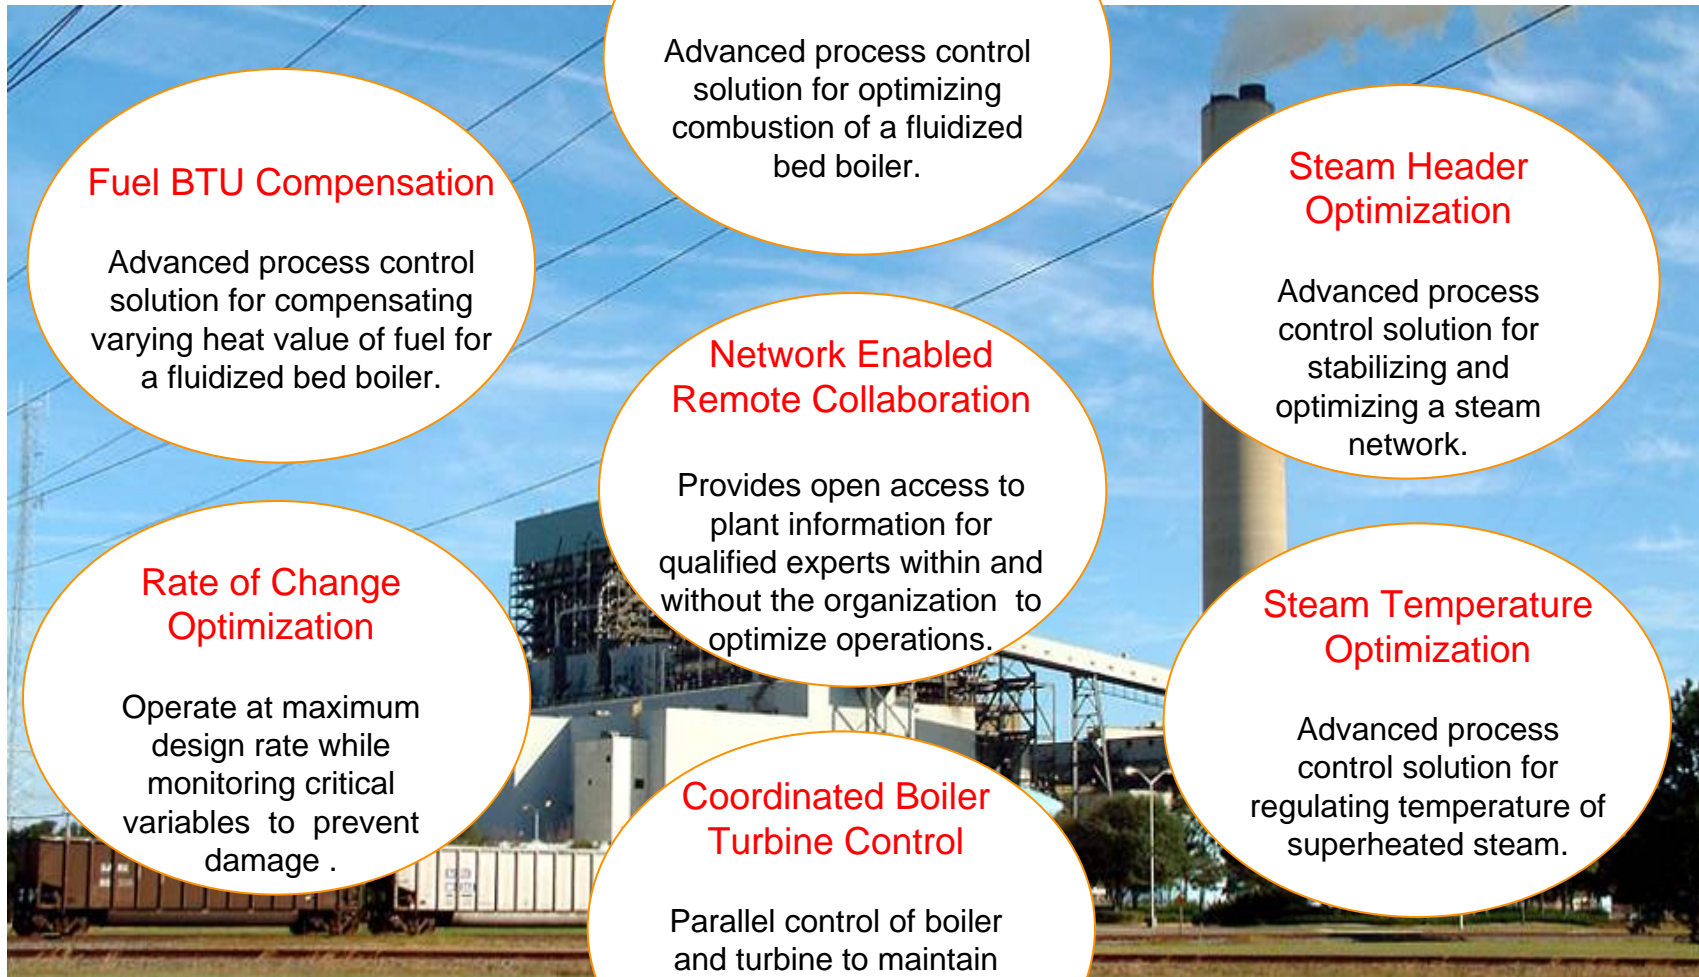 Advanced process control
solution for optimizing
combustion of a fluidized
bed boiler.
Fuel BTU Compensation
Advanced process control
solution for compensating
varying heat value of fuel for
a fluidized bed boiler.
Steam Header
Optimization
Advanced process
control solution for
stabilizing and
optimizing a steam
network.
Network Enabled
Remote Collaboration
Provides open access to
plant information for
qualified experts within and
without the organization to
optimize operations.
Rate of Change
Optimization
Operate at maximum
design rate while
monitoring critical
variables to prevent
damage .
Steam Temperature
Optimization
Advanced process
control solution for
regulating temperature of
superheated steam.
Coordinated Boiler
Turbine Control
Parallel control of boiler
and turbine to maintain